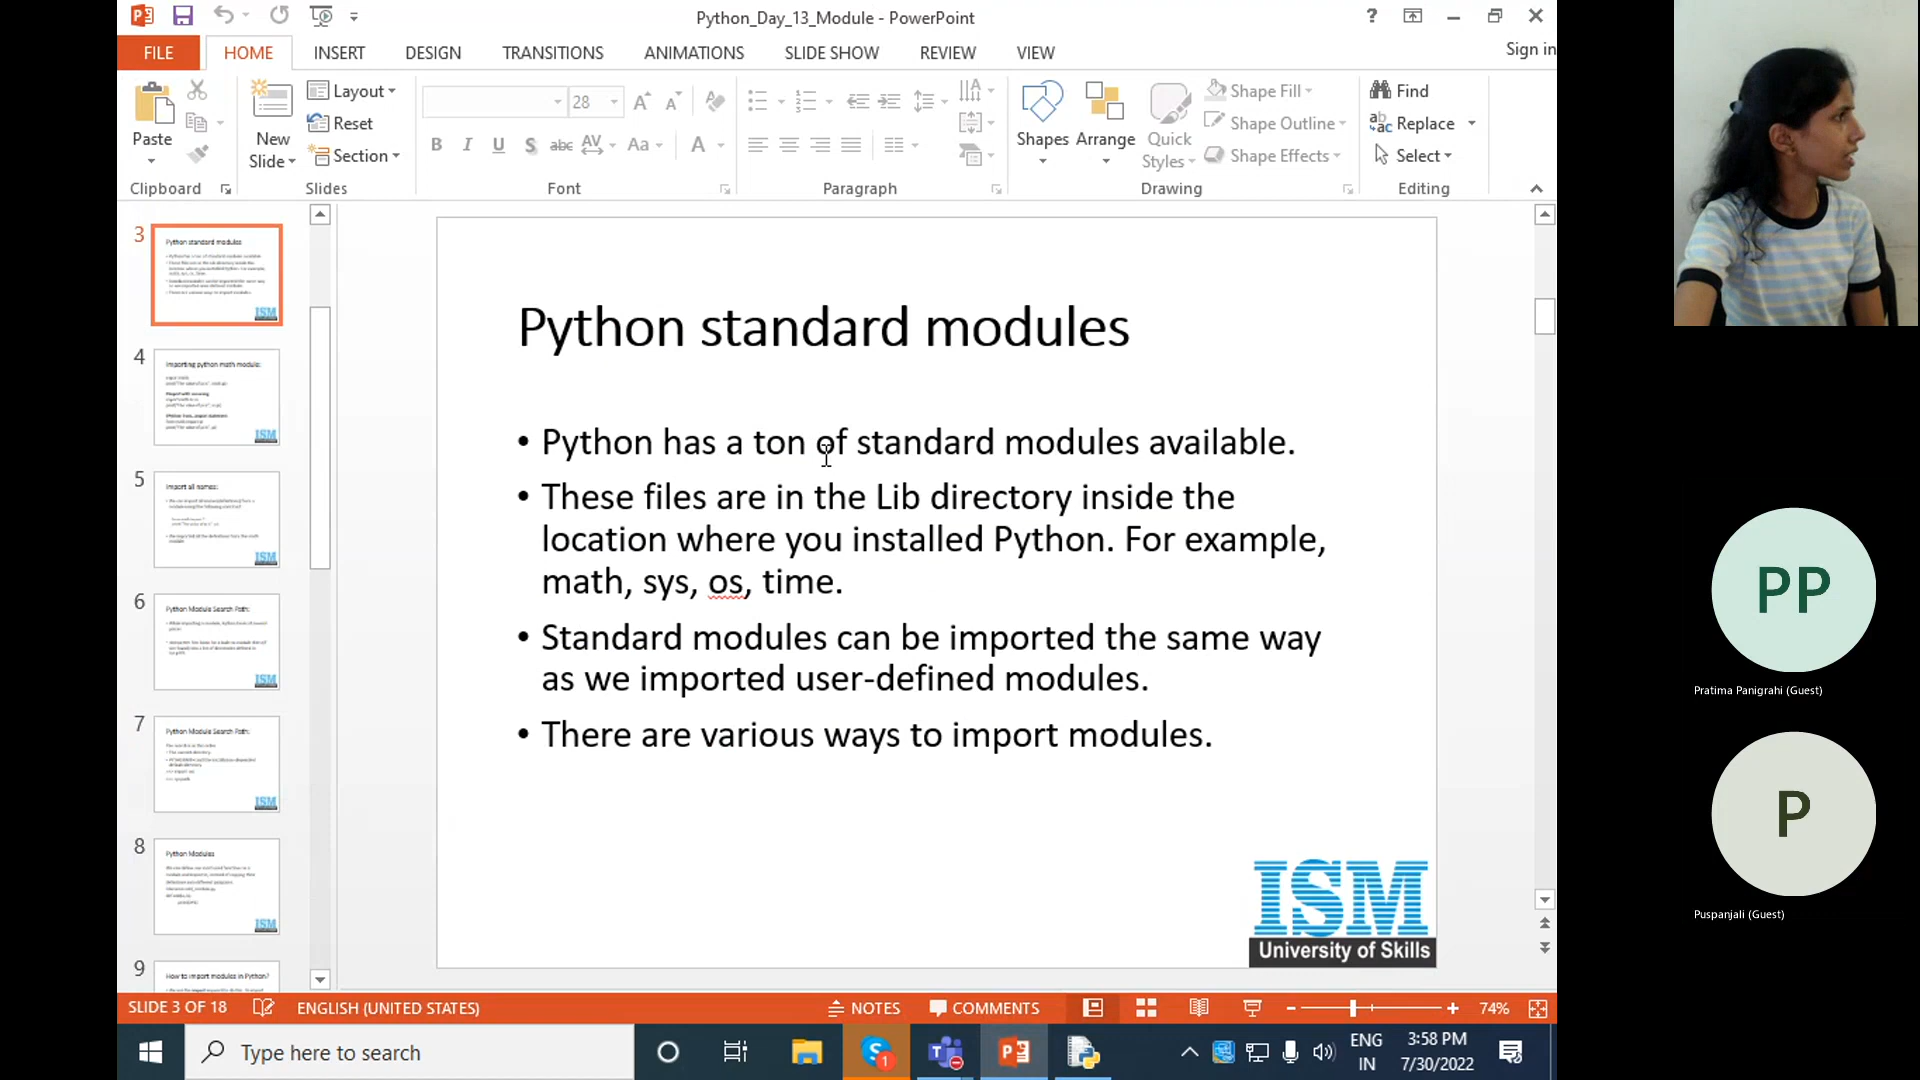 Python_Day_13_Module - PowerPoint
?
FILE
HOME
INSERT
DESIGN
TRANSITIONS
ANIMATIONS
SLIDE SHOW
REVIEW
VIEW
Sign in
Paste
Clipboard
New
Slide
Layout
Reset
Section
Slides
28
Font
Paragraph
Shapes
Arrange
Quick
Styles
Shape Fill
Shape Outline
Shape Effects
Drawing
Find
Replace
Select
Editing
3
Python standard modules
4
Importing python math module:
5
Import all names:
6
Python Module Search Path:
7
Python Module Search Path:
8
Python Modules
9
How to import modules in Python?
Python standard modules
• Python has a ton of standard modules available.
• These files are in the Lib directory inside the
location where you installed Python. For example,
math, sys, os, time.
• Standard modules can be imported the same way
as we imported user-defined modules.
• There are various ways to import modules.
ISM
University of Skills
SLIDE 3 OF 18
ENGLISH (UNITED STATES)
NOTES
COMMENTS
74%
Type here to search
ENG
IN
3:58 PM
7/30/2022
PP
Pratima Panigrahi (Guest)
P
Puspanjali (Guest)